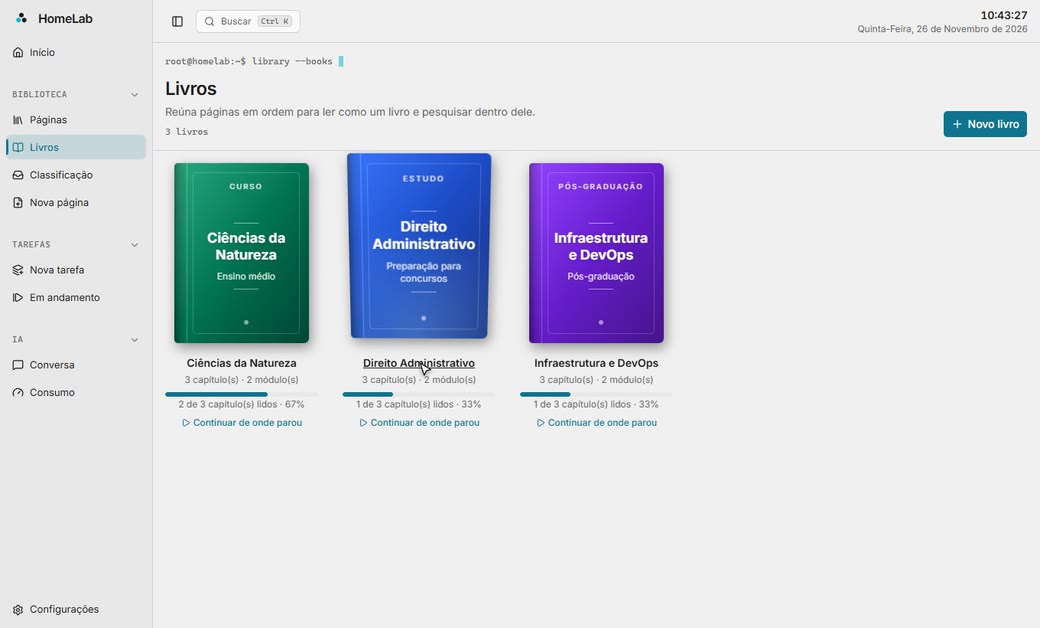 HomeLab
Buscar Ctrl K
10:43:27
Quinta-Feira, 26 de Novembro de 2026
Início
BIBLIOTECA
Páginas
Livros
Classificação
Nova página
TAREFAS
Nova tarefa
Em andamento
IA
Conversa
Consumo
Configurações
root@homelab:~$ library --books
Livros
Reúna páginas em ordem para ler como um livro e pesquisar dentro dele.
3 livros
+ Novo livro
CURSO
Ciências da
Natureza
Ensino médio
Ciências da Natureza
3 capítulo(s) · 2 módulo(s)
2 de 3 capítulo(s) lidos · 67%
Continuar de onde parou
ESTUDO
Direito
Administrativo
Preparação para
concursos
Direito Administrativo
3 capítulo(s) · 2 módulo(s)
1 de 3 capítulo(s) lidos · 33%
Continuar de onde parou
PÓS-GRADUAÇÃO
Infraestrutura
e DevOps
Pós-graduação
Infraestrutura e DevOps
3 capítulo(s) · 2 módulo(s)
1 de 3 capítulo(s) lidos · 33%
Continuar de onde parou